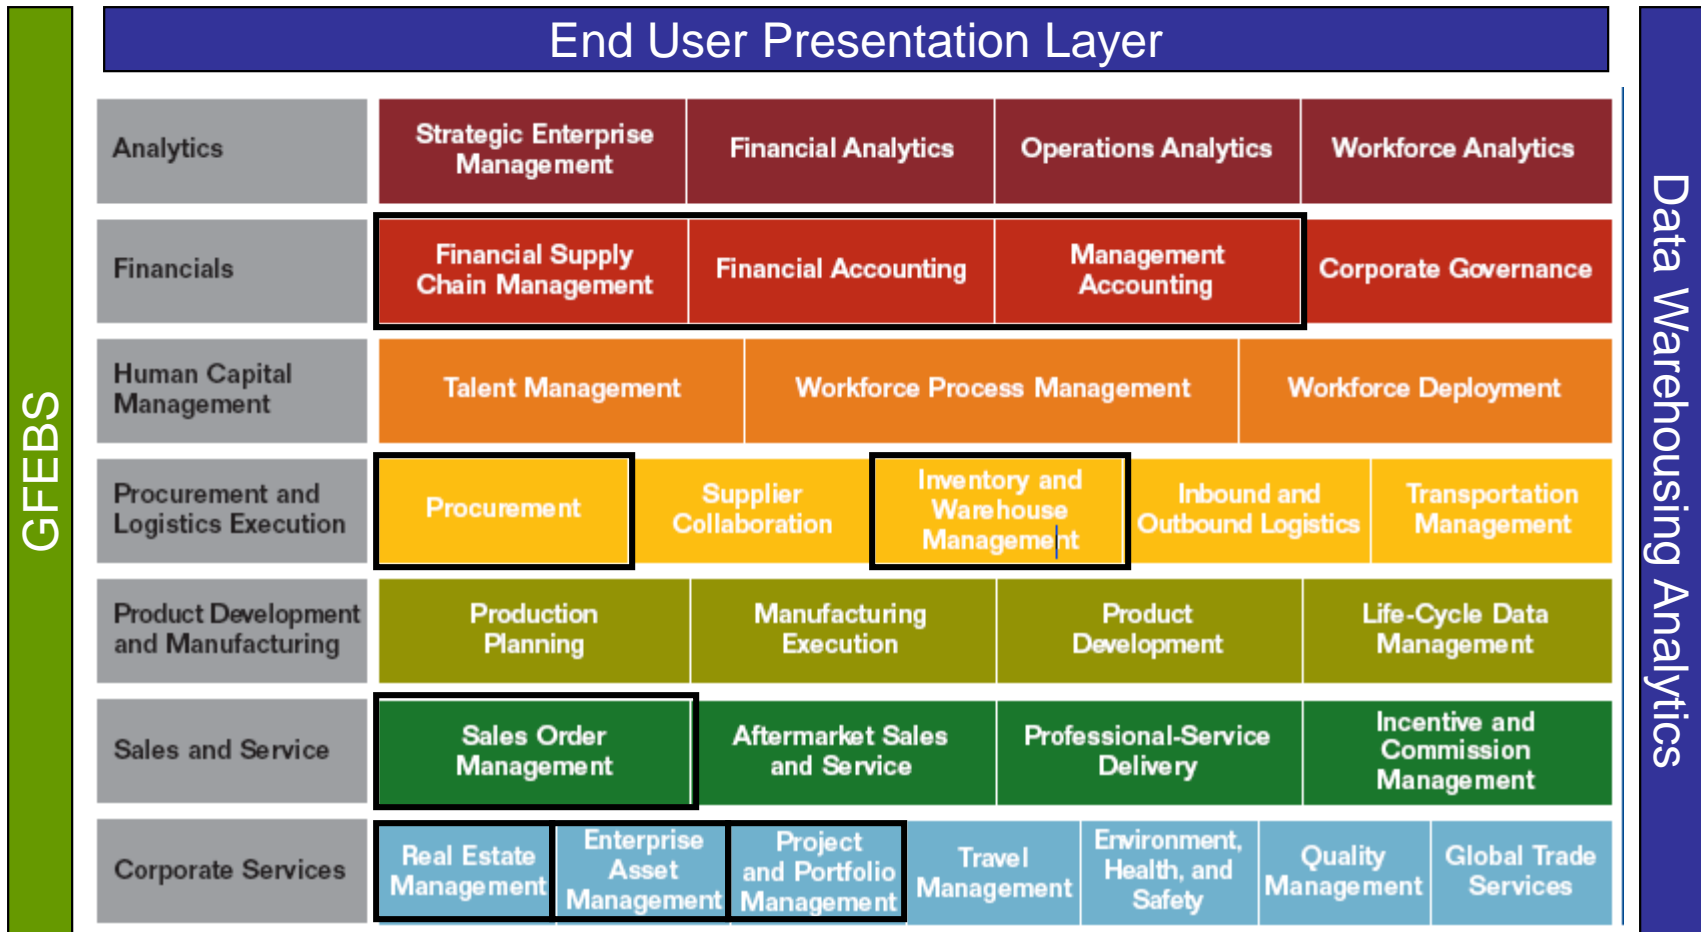 End User Presentation Layer
GFEBS
Analytics
Strategic Enterprise
Management
Financial Analytics
Operations Analytics
Workforce Analytics
Financials
Financial Supply
Chain Management
Financial Accounting
Management
Accounting
Corporate Governance
Human Capital
Management
Talent Management
Workforce Process Management
Workforce Deployment
Procurement and
Logistics Execution
Procurement
Supplier
Collaboration
Inventory and
Warehouse
Management
Inbound and
Outbound Logistics
Transportation
Management
Product Development
and Manufacturing
Production
Planning
Manufacturing
Execution
Product
Development
Life-Cycle Data
Management
Sales and Service
Sales Order
Management
Aftermarket Sales
and Service
Professional-Service
Delivery
Incentive and
Commission
Management
Corporate Services
Real Estate
Management
Enterprise
Asset
Management
Project
and Portfolio
Management
Travel
Management
Environment,
Health, and
Safety
Quality
Management
Global Trade
Services
Data Warehousing Analytics